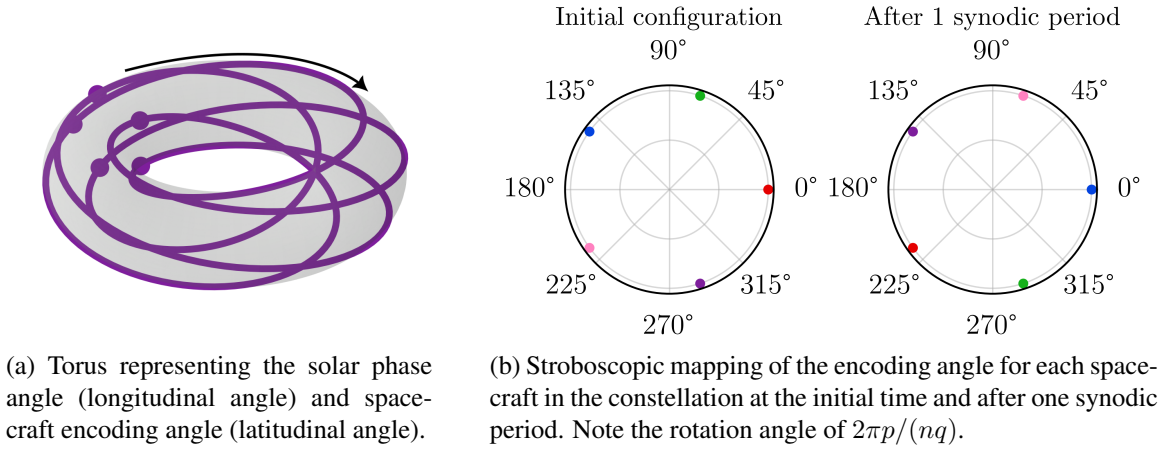 Initial configuration
90°
135°
45°
180°
0°
225°
315°
270°
After 1 synodic period
90°
135°
45°
180°
0°
225°
315°
270°
(a) Torus representing the solar phase
angle (longitudinal angle) and space-
craft encoding angle (latitudinal angle).
(b) Stroboscopic mapping of the encoding angle for each space-
craft in the constellation at the initial time and after one synodic
period. Note the rotation angle of 2πp/(nq).